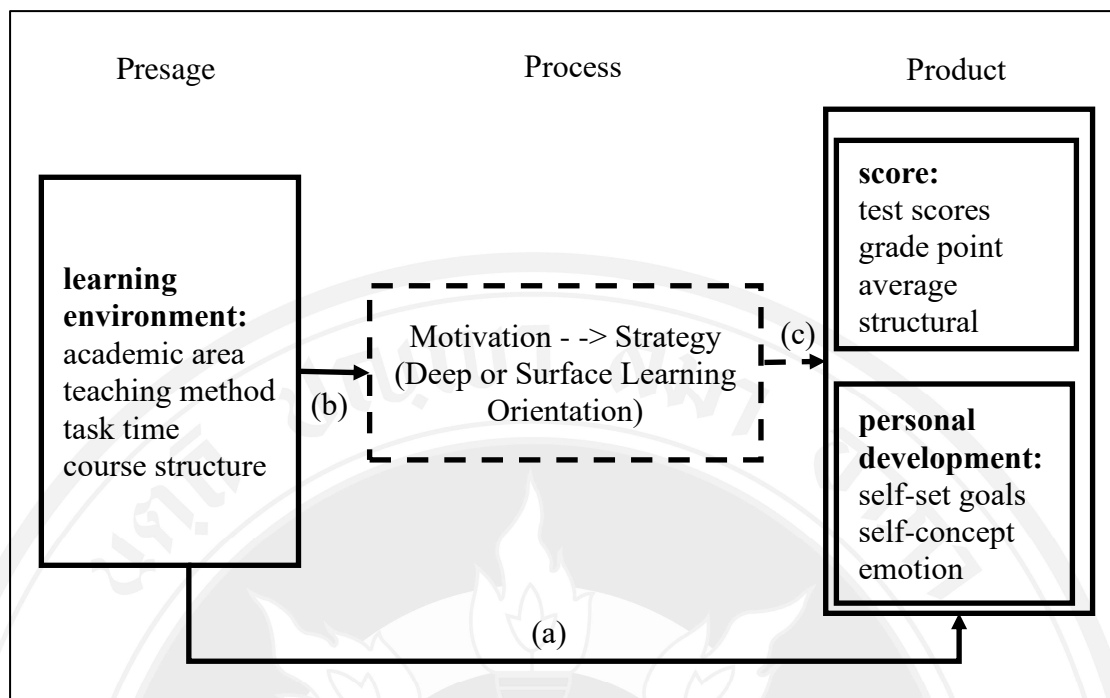 Presage
Process
Product
learning
environment:
academic area
teaching method
task time
course structure
(b)
Motivation - -> Strategy
(Deep or Surface Learning
Orientation)
(c)
score:
test scores
grade point
average
structural
personal
development:
self-set goals
self-concept
emotion
(a)